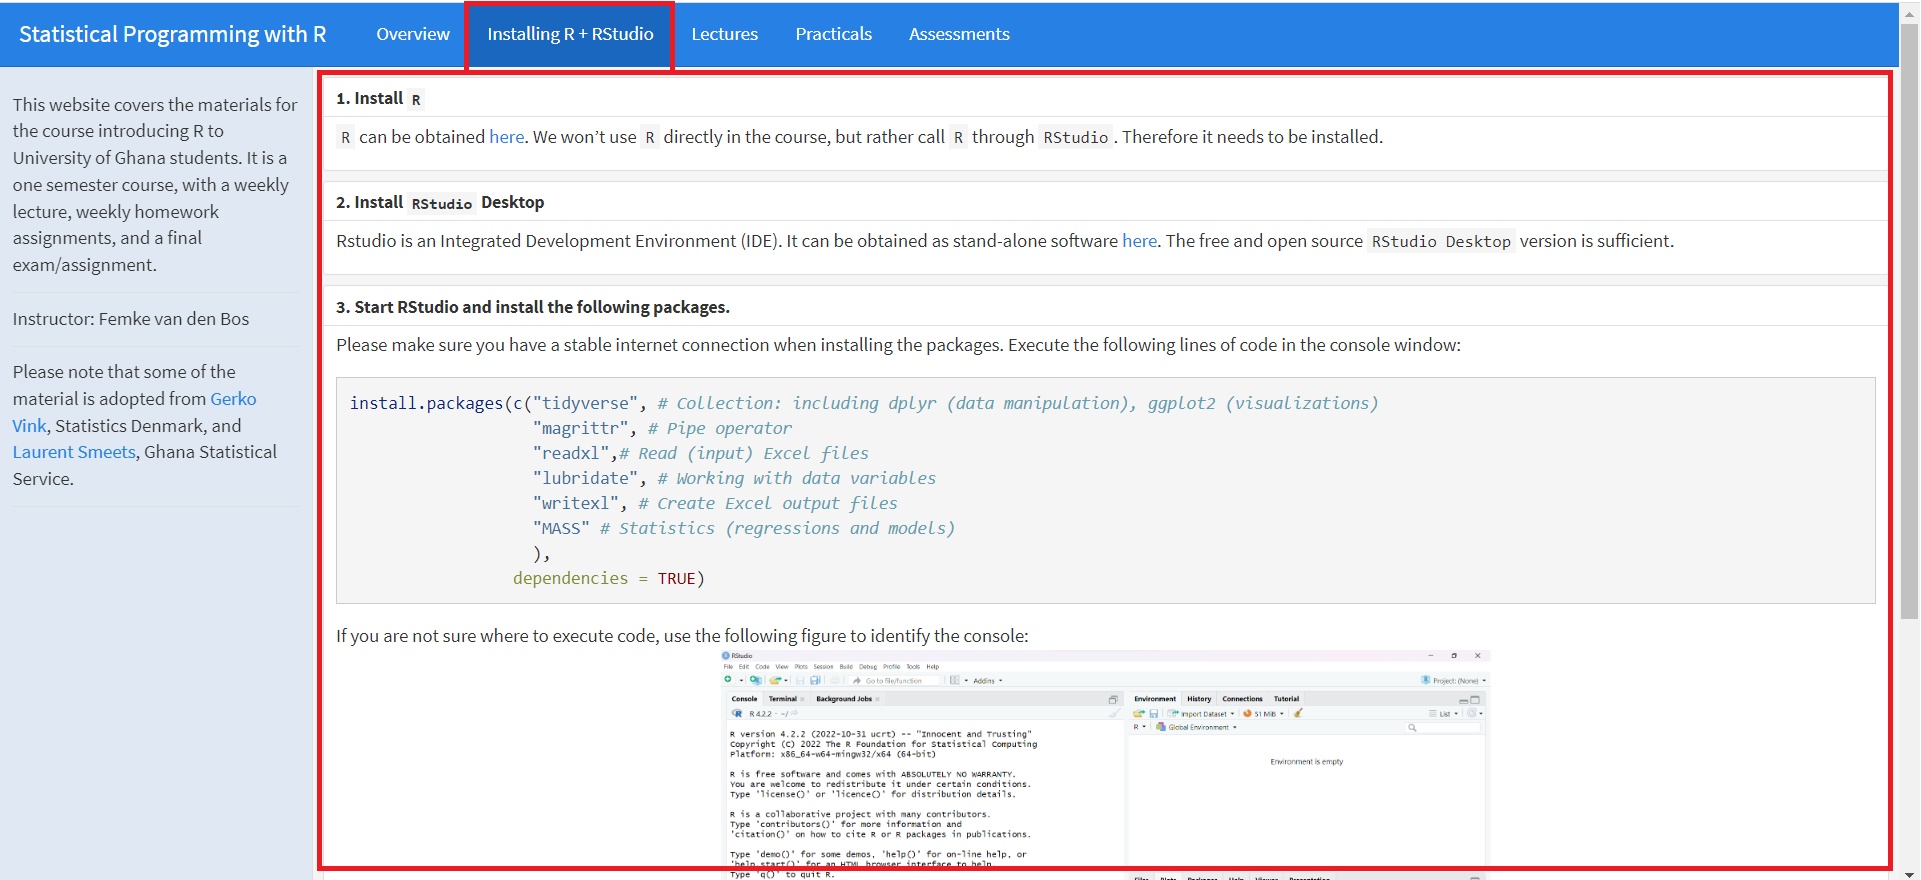 Statistical Programming with R
Overview
Installing R + RStudio
Lectures
Practicals
Assessments
This website covers the materials for
the course introducing R to
University of Ghana students. It is a
one semester course, with a weekly
lecture, weekly homework
assignments, and a final
exam/assignment.
Instructor: Femke van den Bos
Please note that some of the
material is adopted from Gerko
Vink, Statistics Denmark, and
Laurent Smeets, Ghana Statistical
Service.
1. Install R
R can be obtained here. We won’t use R directly in the course, but rather call R through RStudio. Therefore it needs to be installed.
2. Install RStudio Desktop
Rstudio is an Integrated Development Environment (IDE). It can be obtained as stand-alone software here. The free and open source RStudio Desktop version is sufficient.
3. Start RStudio and install the following packages.
Please make sure you have a stable internet connection when installing the packages. Execute the following lines of code in the console window:
install.packages(c("tidyverse", # Collection: including dplyr (data manipulation), ggplot2 (visualizations)
"magrittr", # Pipe operator
"readxl",# Read (input) Excel files
"lubridate", # Working with data variables
"writexl", # Create Excel output files
"MASS" # Statistics (regressions and models)
),
dependencies = TRUE)
If you are not sure where to execute code, use the following figure to identify the console:
RStudio
File Edit Code View Plots Session Build Debug Profile Tools Help
Go to file/function Addins Project: (None)
Console Terminal Background Jobs
R 4.2.2 · ~/
R version 4.2.2 (2022-10-31 ucrt) -- "Innocent and Trusting"
Copyright (C) 2022 The R Foundation for Statistical Computing
Platform: x86_64-w64-mingw32/x64 (64-bit)
R is free software and comes with ABSOLUTELY NO WARRANTY.
You are welcome to redistribute it under certain conditions.
Type 'license()' or 'licence()' for distribution details.
R is a collaborative project with many contributors.
Type 'contributors()' for more information and
'citation()' on how to cite R or R packages in publications.
Type 'demo()' for some demos, 'help()' for on-line help, or
'help.start()' for an HTML browser interface to help.
Type 'q()' to quit R.
Environment History Connections Tutorial
Import Dataset 51 MiB List
R Global Environment
Environment is empty
Files Plots Packages Help Viewer Presentation